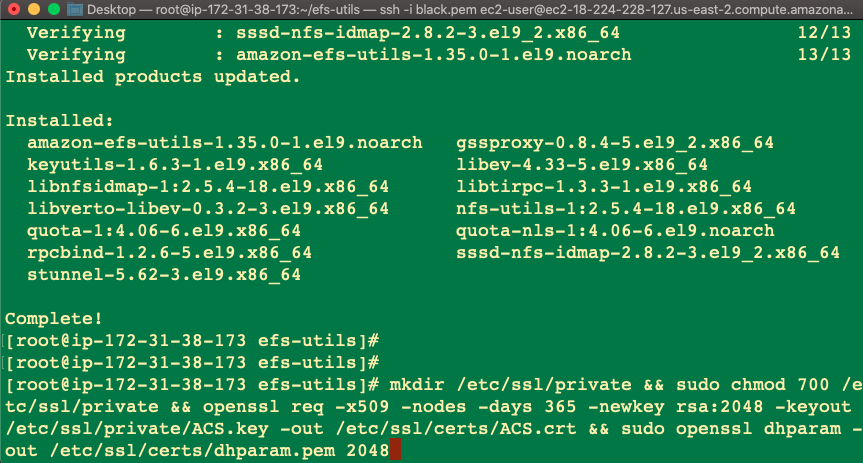 Desktop — root@ip-172-31-38-173:~/efs-utils — ssh -i black.pem ec2-user@ec2-18-224-228-127.us-east-2.compute.amazona...
Verifying : sssd-nfs-idmap-2.8.2-3.el9_2.x86_64 12/13
Verifying : amazon-efs-utils-1.35.0-1.el9.noarch 13/13
Installed products updated.
Installed:
amazon-efs-utils-1.35.0-1.el9.noarch gssproxy-0.8.4-5.el9_2.x86_64
keyutils-1.6.3-1.el9.x86_64 libev-4.33-5.el9.x86_64
libnfsidmap-1:2.5.4-18.el9.x86_64 libtirpc-1.3.3-1.el9.x86_64
libverto-libev-0.3.2-3.el9.x86_64 nfs-utils-1:2.5.4-18.el9.x86_64
quota-1:4.06-6.el9.x86_64 quota-nls-1:4.06-6.el9.noarch
rpcbind-1.2.6-5.el9.x86_64 sssd-nfs-idmap-2.8.2-3.el9_2.x86_64
stunnel-5.62-3.el9.x86_64
Complete!
[root@ip-172-31-38-173 efs-utils]#
[root@ip-172-31-38-173 efs-utils]#
[root@ip-172-31-38-173 efs-utils]# mkdir /etc/ssl/private && sudo chmod 700 /e
tc/ssl/private && openssl req -x509 -nodes -days 365 -newkey rsa:2048 -keyout
/etc/ssl/private/ACS.key -out /etc/ssl/certs/ACS.crt && sudo openssl dhparam -
out /etc/ssl/certs/dhparam.pem 2048